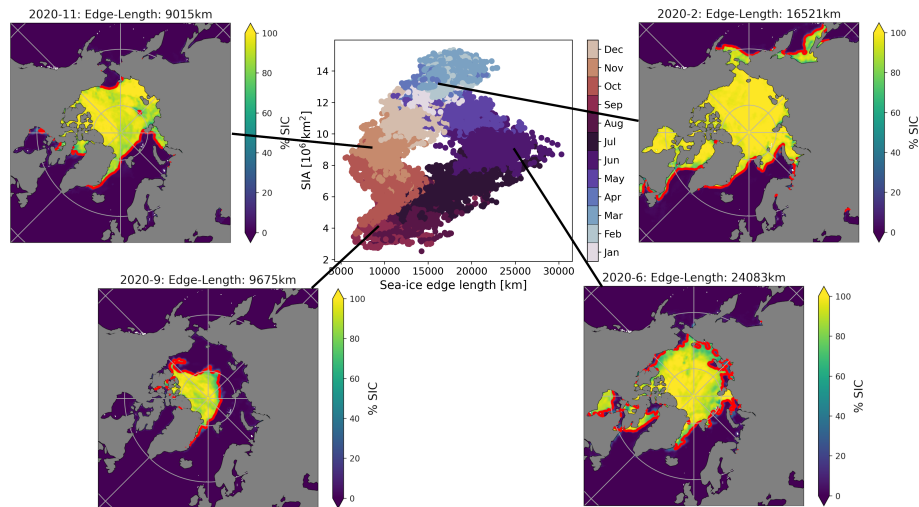 2020-11: Edge-Length: 9015km
100
80
60
40
20
0
% SIC
14
12
10
8
6
4
2
SIA [10⁶km²]
5000 10000 15000 20000 25000 30000
Sea-ice edge length [km]
Dec
Nov
Oct
Sep
Aug
Jul
Jun
May
Apr
Mar
Feb
Jan
2020-2: Edge-Length: 16521km
100
80
60
40
20
0
% SIC
2020-9: Edge-Length: 9675km
100
80
60
40
20
0
% SIC
2020-6: Edge-Length: 24083km
100
80
60
40
20
0
% SIC